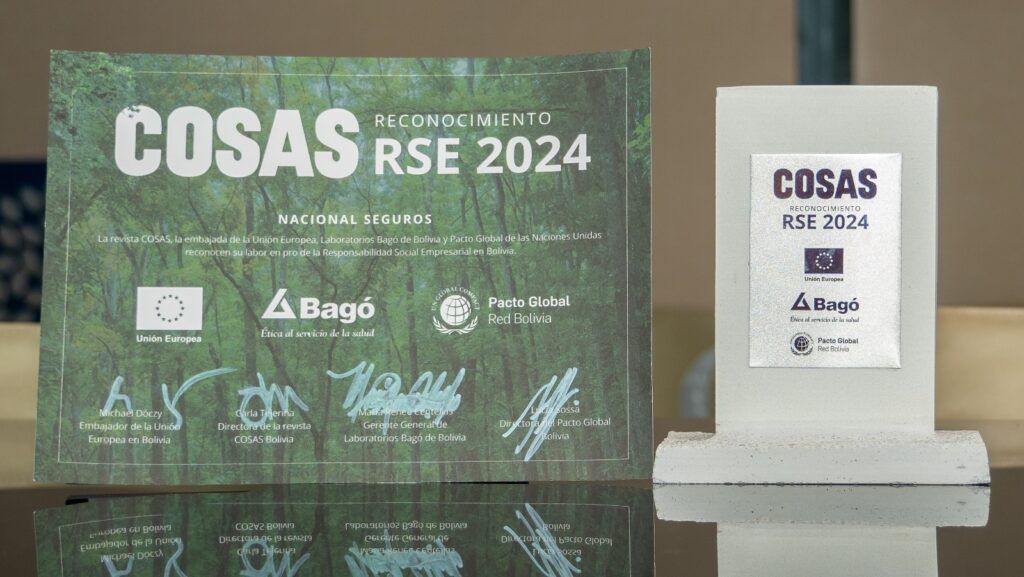 COSAS
RECONOCIMIENTO
RSE 2024
NACIONAL SEGUROS
La revista COSAS, la embajada de la Unión Europea, Laboratorios Bagó de Bolivia y Pacto Global de las Naciones Unidas
reconocen su labor en pro de la Responsabilidad Social Empresarial en Bolivia.
Unión Europea
Bagó
Ética al servicio de la salud
UN GLOBAL COMPACT
Pacto Global
Red Bolivia
Michael Dóczy
Embajador de la Unión
Europea en Bolivia
Carla Tejerina
Directora de la revista
COSAS Bolivia
Gerente General de
Laboratorios Bagó de Bolivia
Lucía Sossa
Directora del Pacto Global
Bolivia
COSAS
RECONOCIMIENTO
RSE 2024
Unión Europea
Bagó
Ética al servicio de la salud
Pacto Global
Red Bolivia